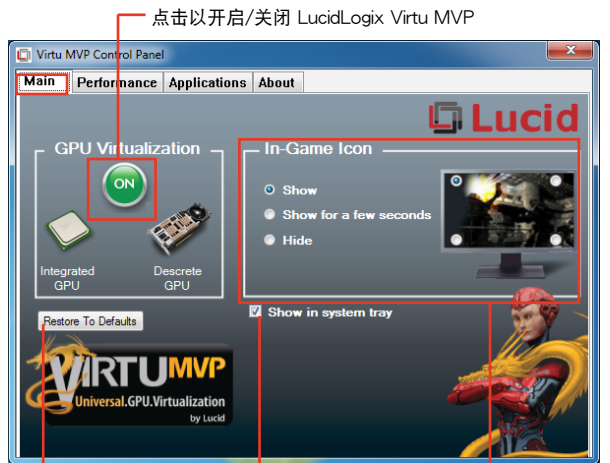 点击以开启/关闭 LucidLogix Virtu MVP
Virtu MVP Control Panel
Main Performance Applications About
Lucid
GPU Virtualization
In-Game Icon
ON
Show
Show for a few seconds
Hide
Integrated GPU
Descrete GPU
Restore To Defaults
Show in system tray
VIRTU MVP
Universal.GPU.Virtualization
by Lucid